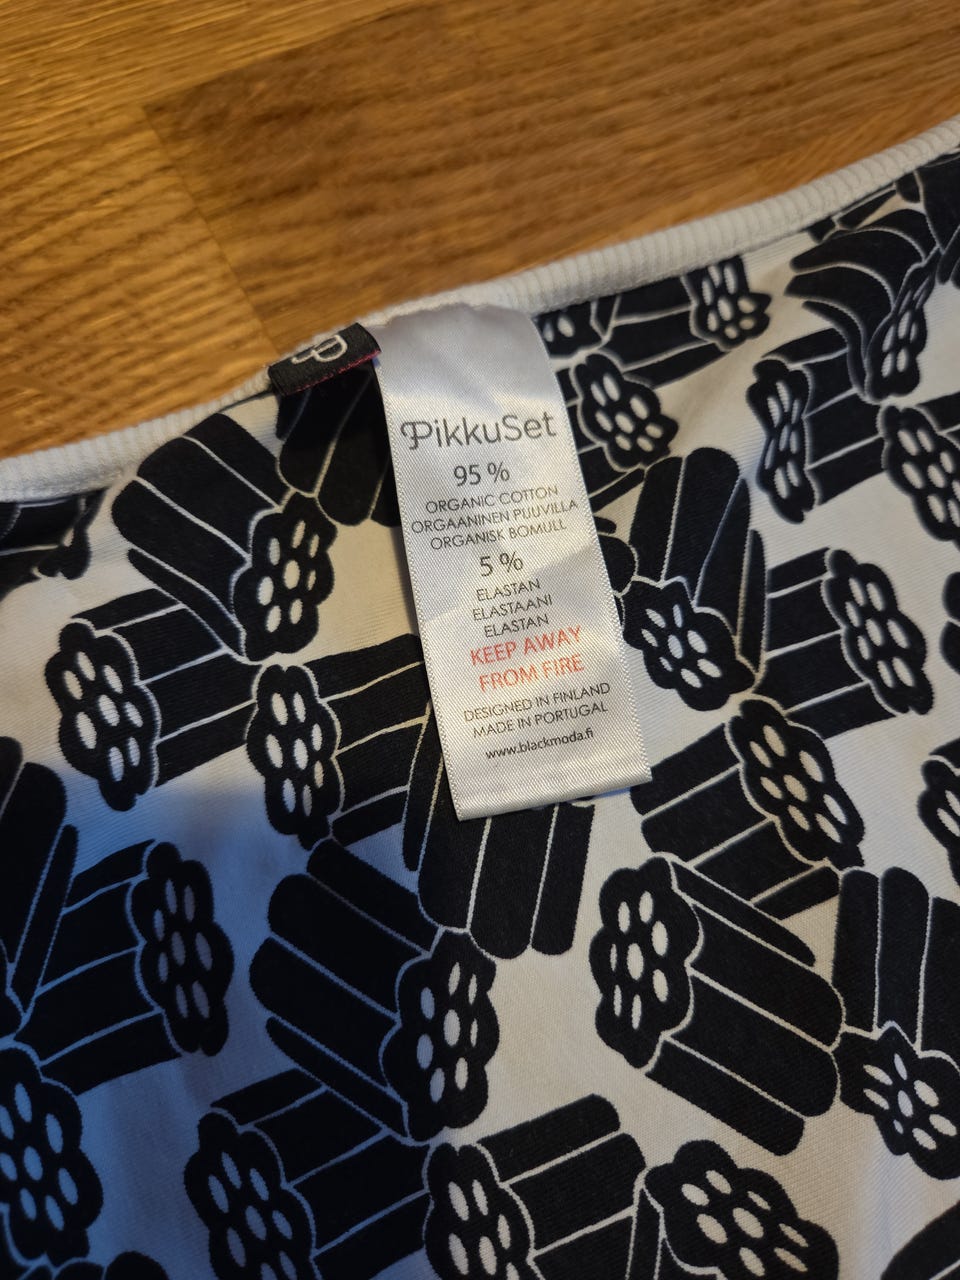 PikkuSet
95 %
ORGANIC COTTON
ORGAANINEN PUUVILLA
ORGANISK BOMULL
5 %
ELASTAN
ELASTAANI
ELASTAN
KEEP AWAY
FROM FIRE
DESIGNED IN FINLAND
MADE IN PORTUGAL
www.blackmoda.fi